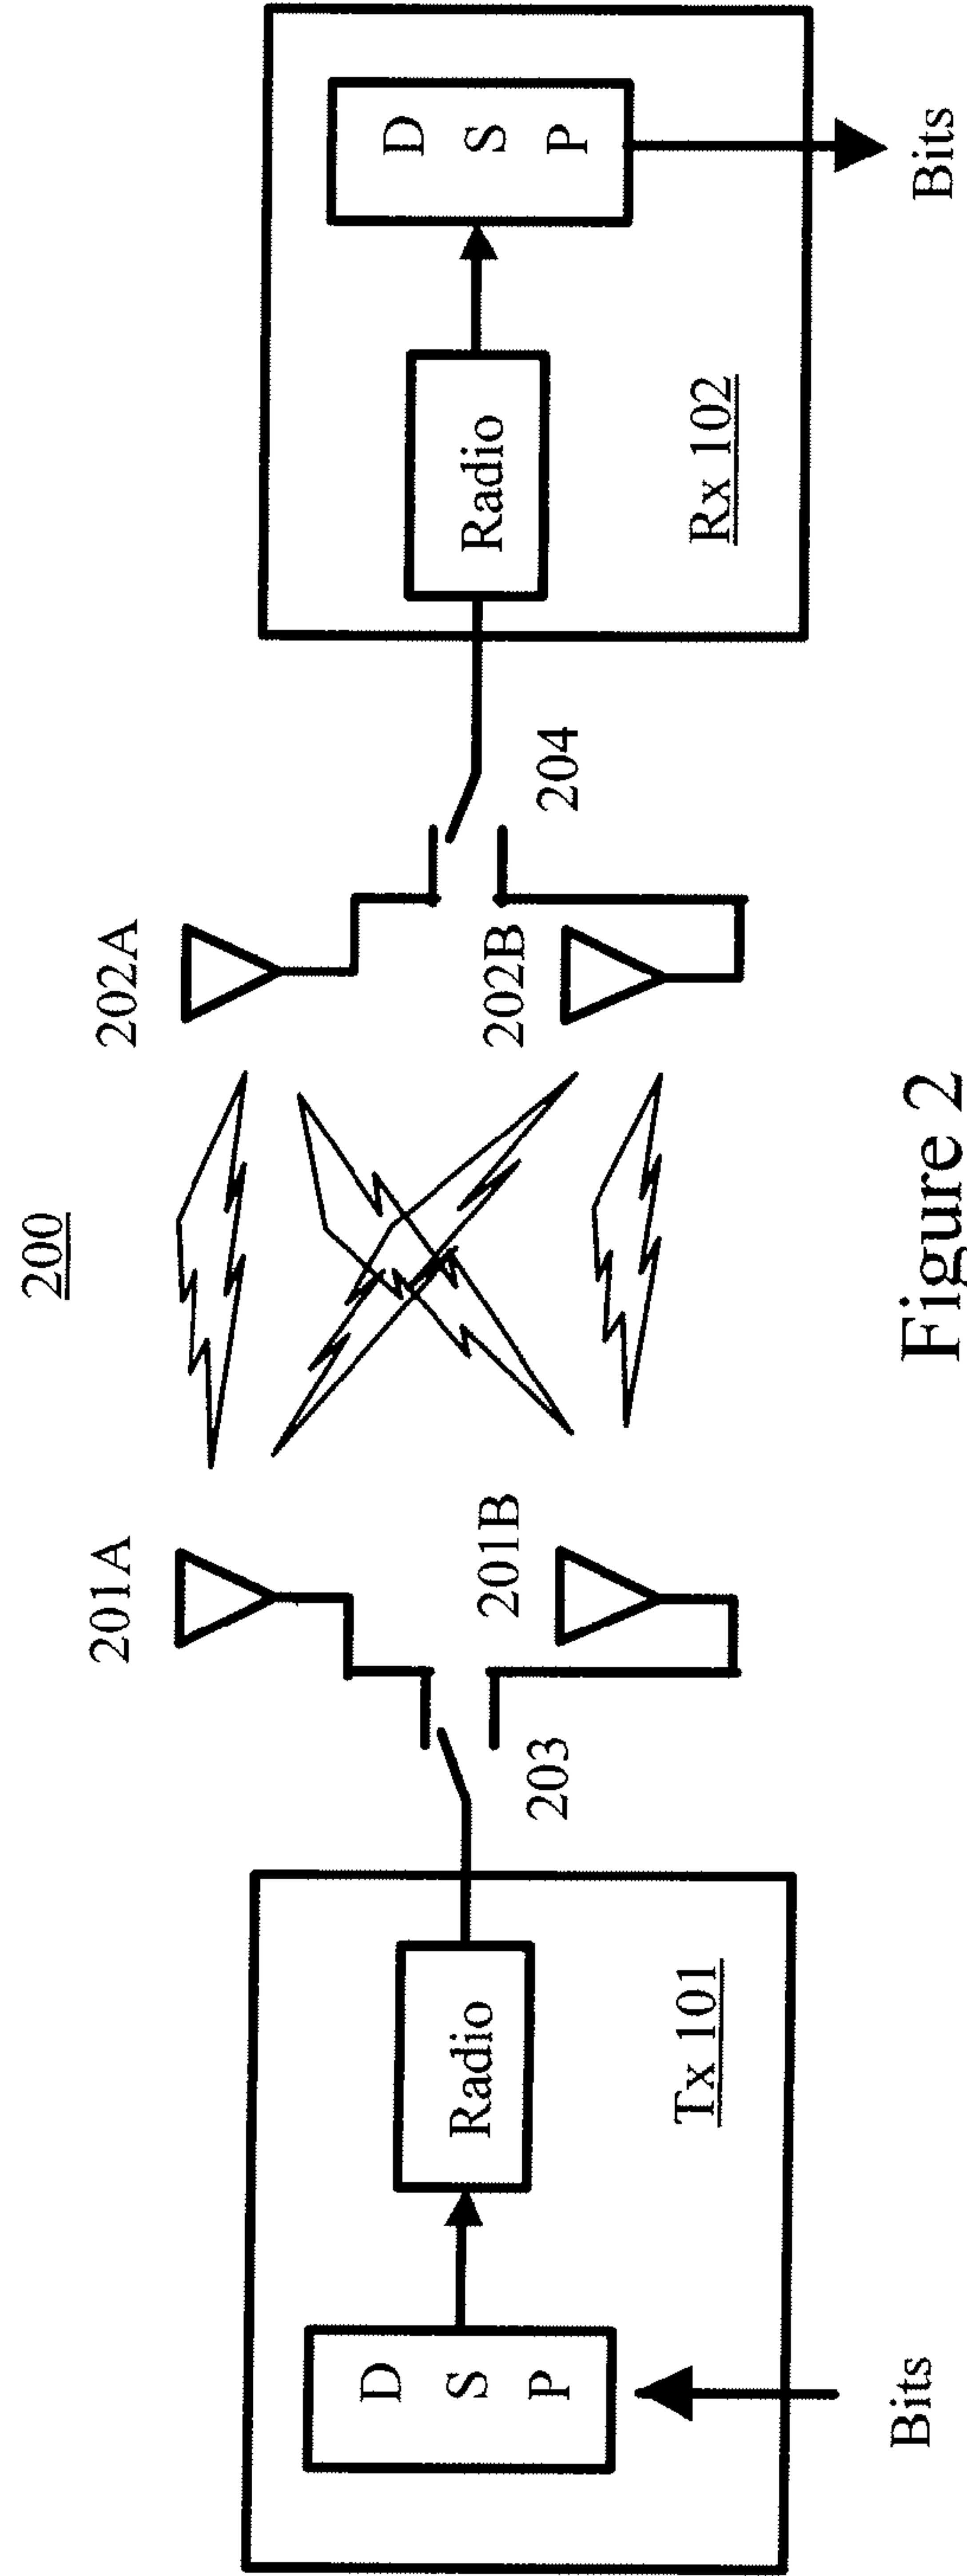 200
201A
202A
D
S
P
Radio
Radio
D
S
P
203
204
201B
202B
Tx 101
Rx 102
Bits
Bits
Figure 2